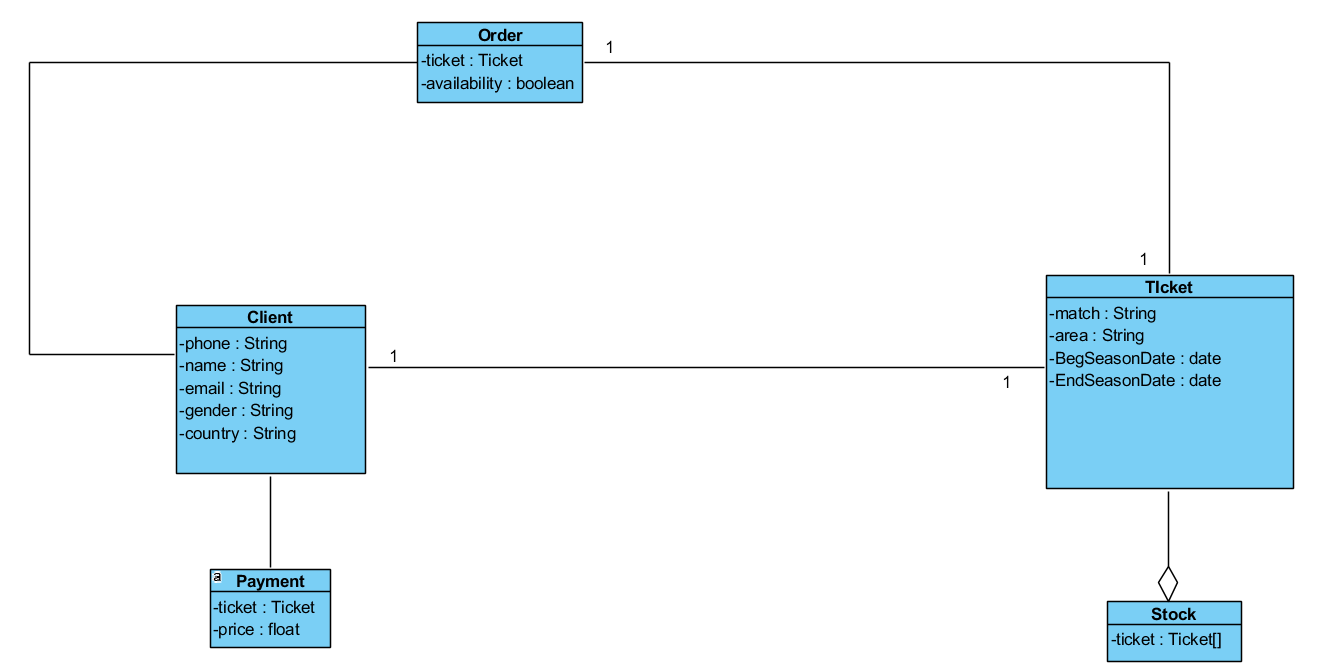 Order
-ticket : Ticket
-availability : boolean
1
1
TIcket
-match : String
-area : String
-BegSeasonDate : date
-EndSeasonDate : date
Client
-phone : String
-name : String
-email : String
-gender : String
-country : String
1
1
a
Payment
-ticket : Ticket
-price : float
Stock
-ticket : Ticket[]